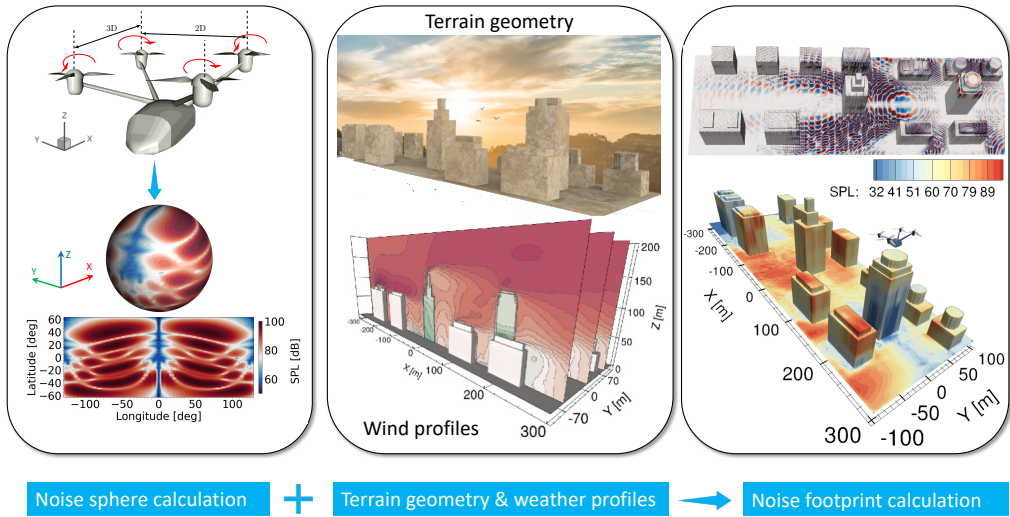 3D
2D
Z
Y
X
Z
Y
X
60
40
20
0
−20
−40
−60
Latitude [deg]
−100
−50
0
50
100
Longitude [deg]
100
80
60
SPL [dB]
Terrain geometry
200
150
100
50
0
Z [m]
-300
-200
-100
0
100
200
300
X [m]
70
0
-70
Y [m]
Wind profiles
SPL: 32 41 51 60 70 79 89
-300
-200
-100
0
100
200
300
X [m]
100
50
0
-50
-100
Y [m]
Noise sphere calculation
+
Terrain geometry & weather profiles
Noise footprint calculation